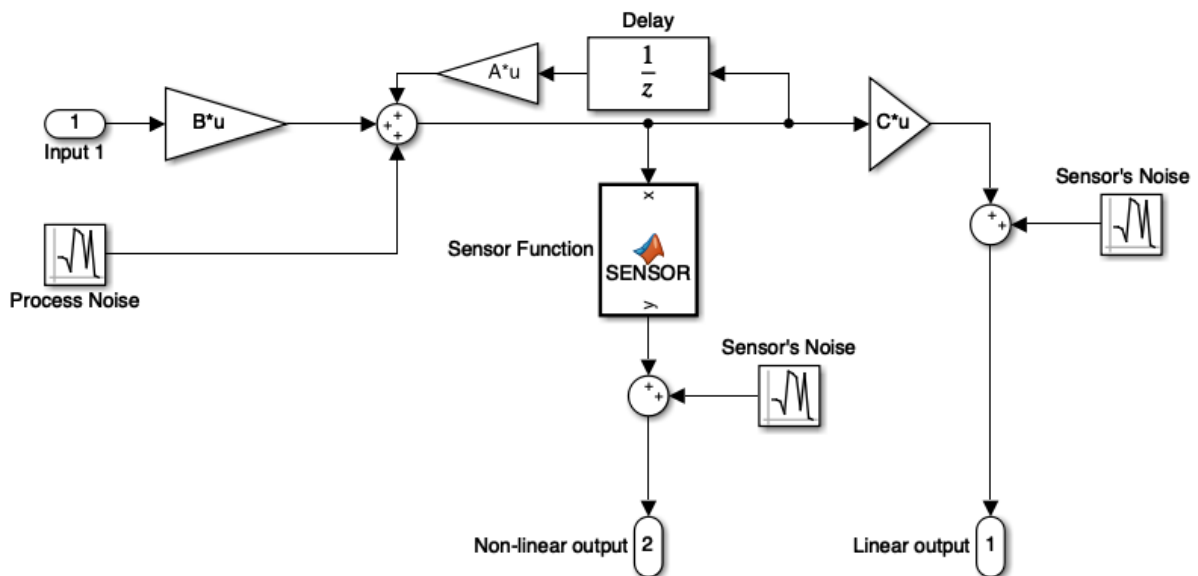 Delay
A*u
1
z
1
Input 1
B*u
+
+
+
C*u
Process Noise
Sensor Function
x
SENSOR
y
Sensor's Noise
+
+
Sensor's Noise
+
+
Non-linear output
2
Linear output
1